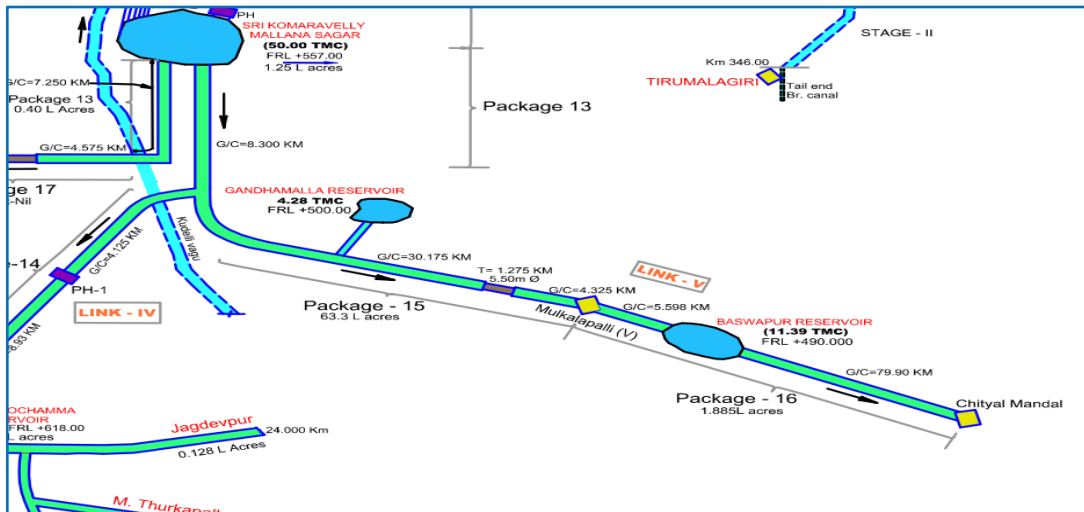 PH
SRI KOMARAVELLY
MALLANA SAGAR
(50.00 TMC)
FRL +557.00
1.25 L acres
STAGE - II
Km 346.00
TIRUMALAGIRI
Tail end
Br. canal
G/C=7.250 KM
Package 13
0.40 L Acres
Package 13
G/C=4.575 KM
G/C=8.300 KM
ge 17
-Nil
GANDHAMALLA RESERVOIR
4.28 TMC
FRL +500.00
Kudelli vagu
G/C=4.125 KM
e-14
PH-1
LINK - IV
8.93 KM
G/C=30.175 KM
T= 1.275 KM
5.50m Ø
LINK - V
G/C=4.325 KM
G/C=5.598 KM
Package - 15
63.3 L acres
Mulkalapalli (V)
BASWAPUR RESERVOIR
(11.39 TMC)
FRL +490.000
G/C=79.90 KM
Package - 16
1.885L acres
Chityal Mandal
OCHAMMA
RVOIR
FRL +618.00
L acres
Jagdevpur
24.000 Km
0.128 L Acres
M. Thurkapall